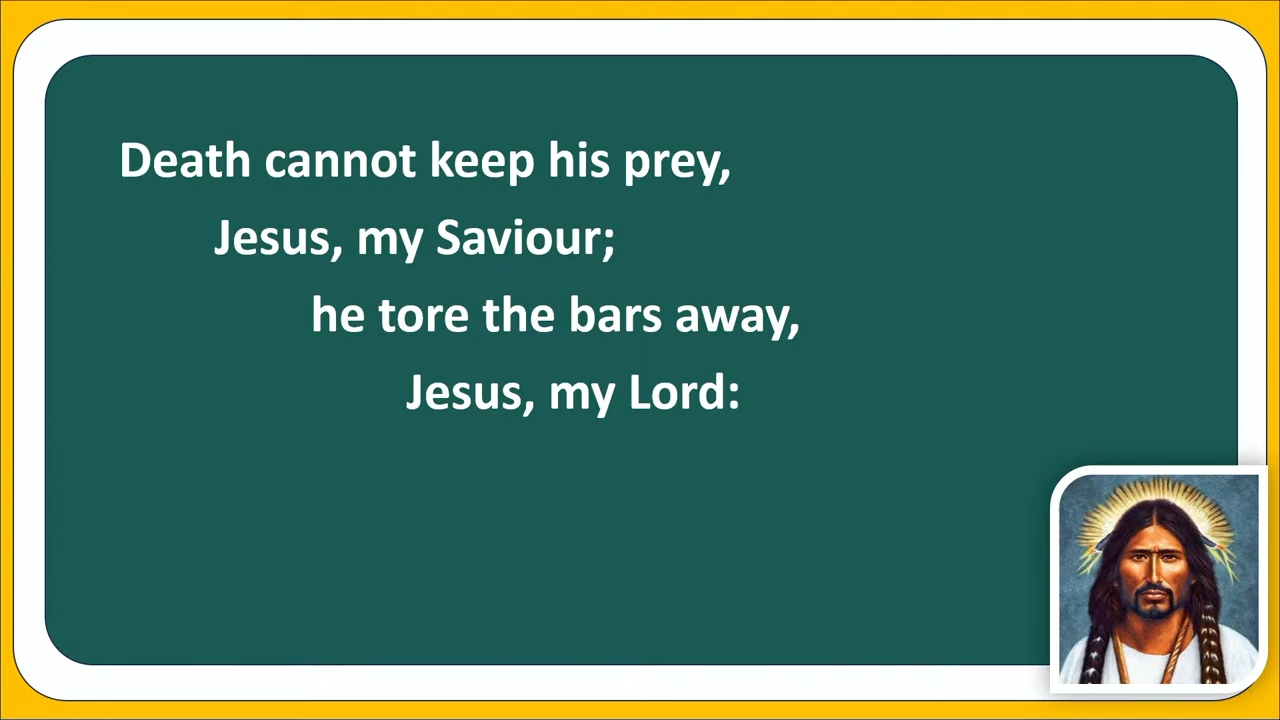 Death cannot keep his prey,
Jesus, my Saviour;
he tore the bars away,
Jesus, my Lord: